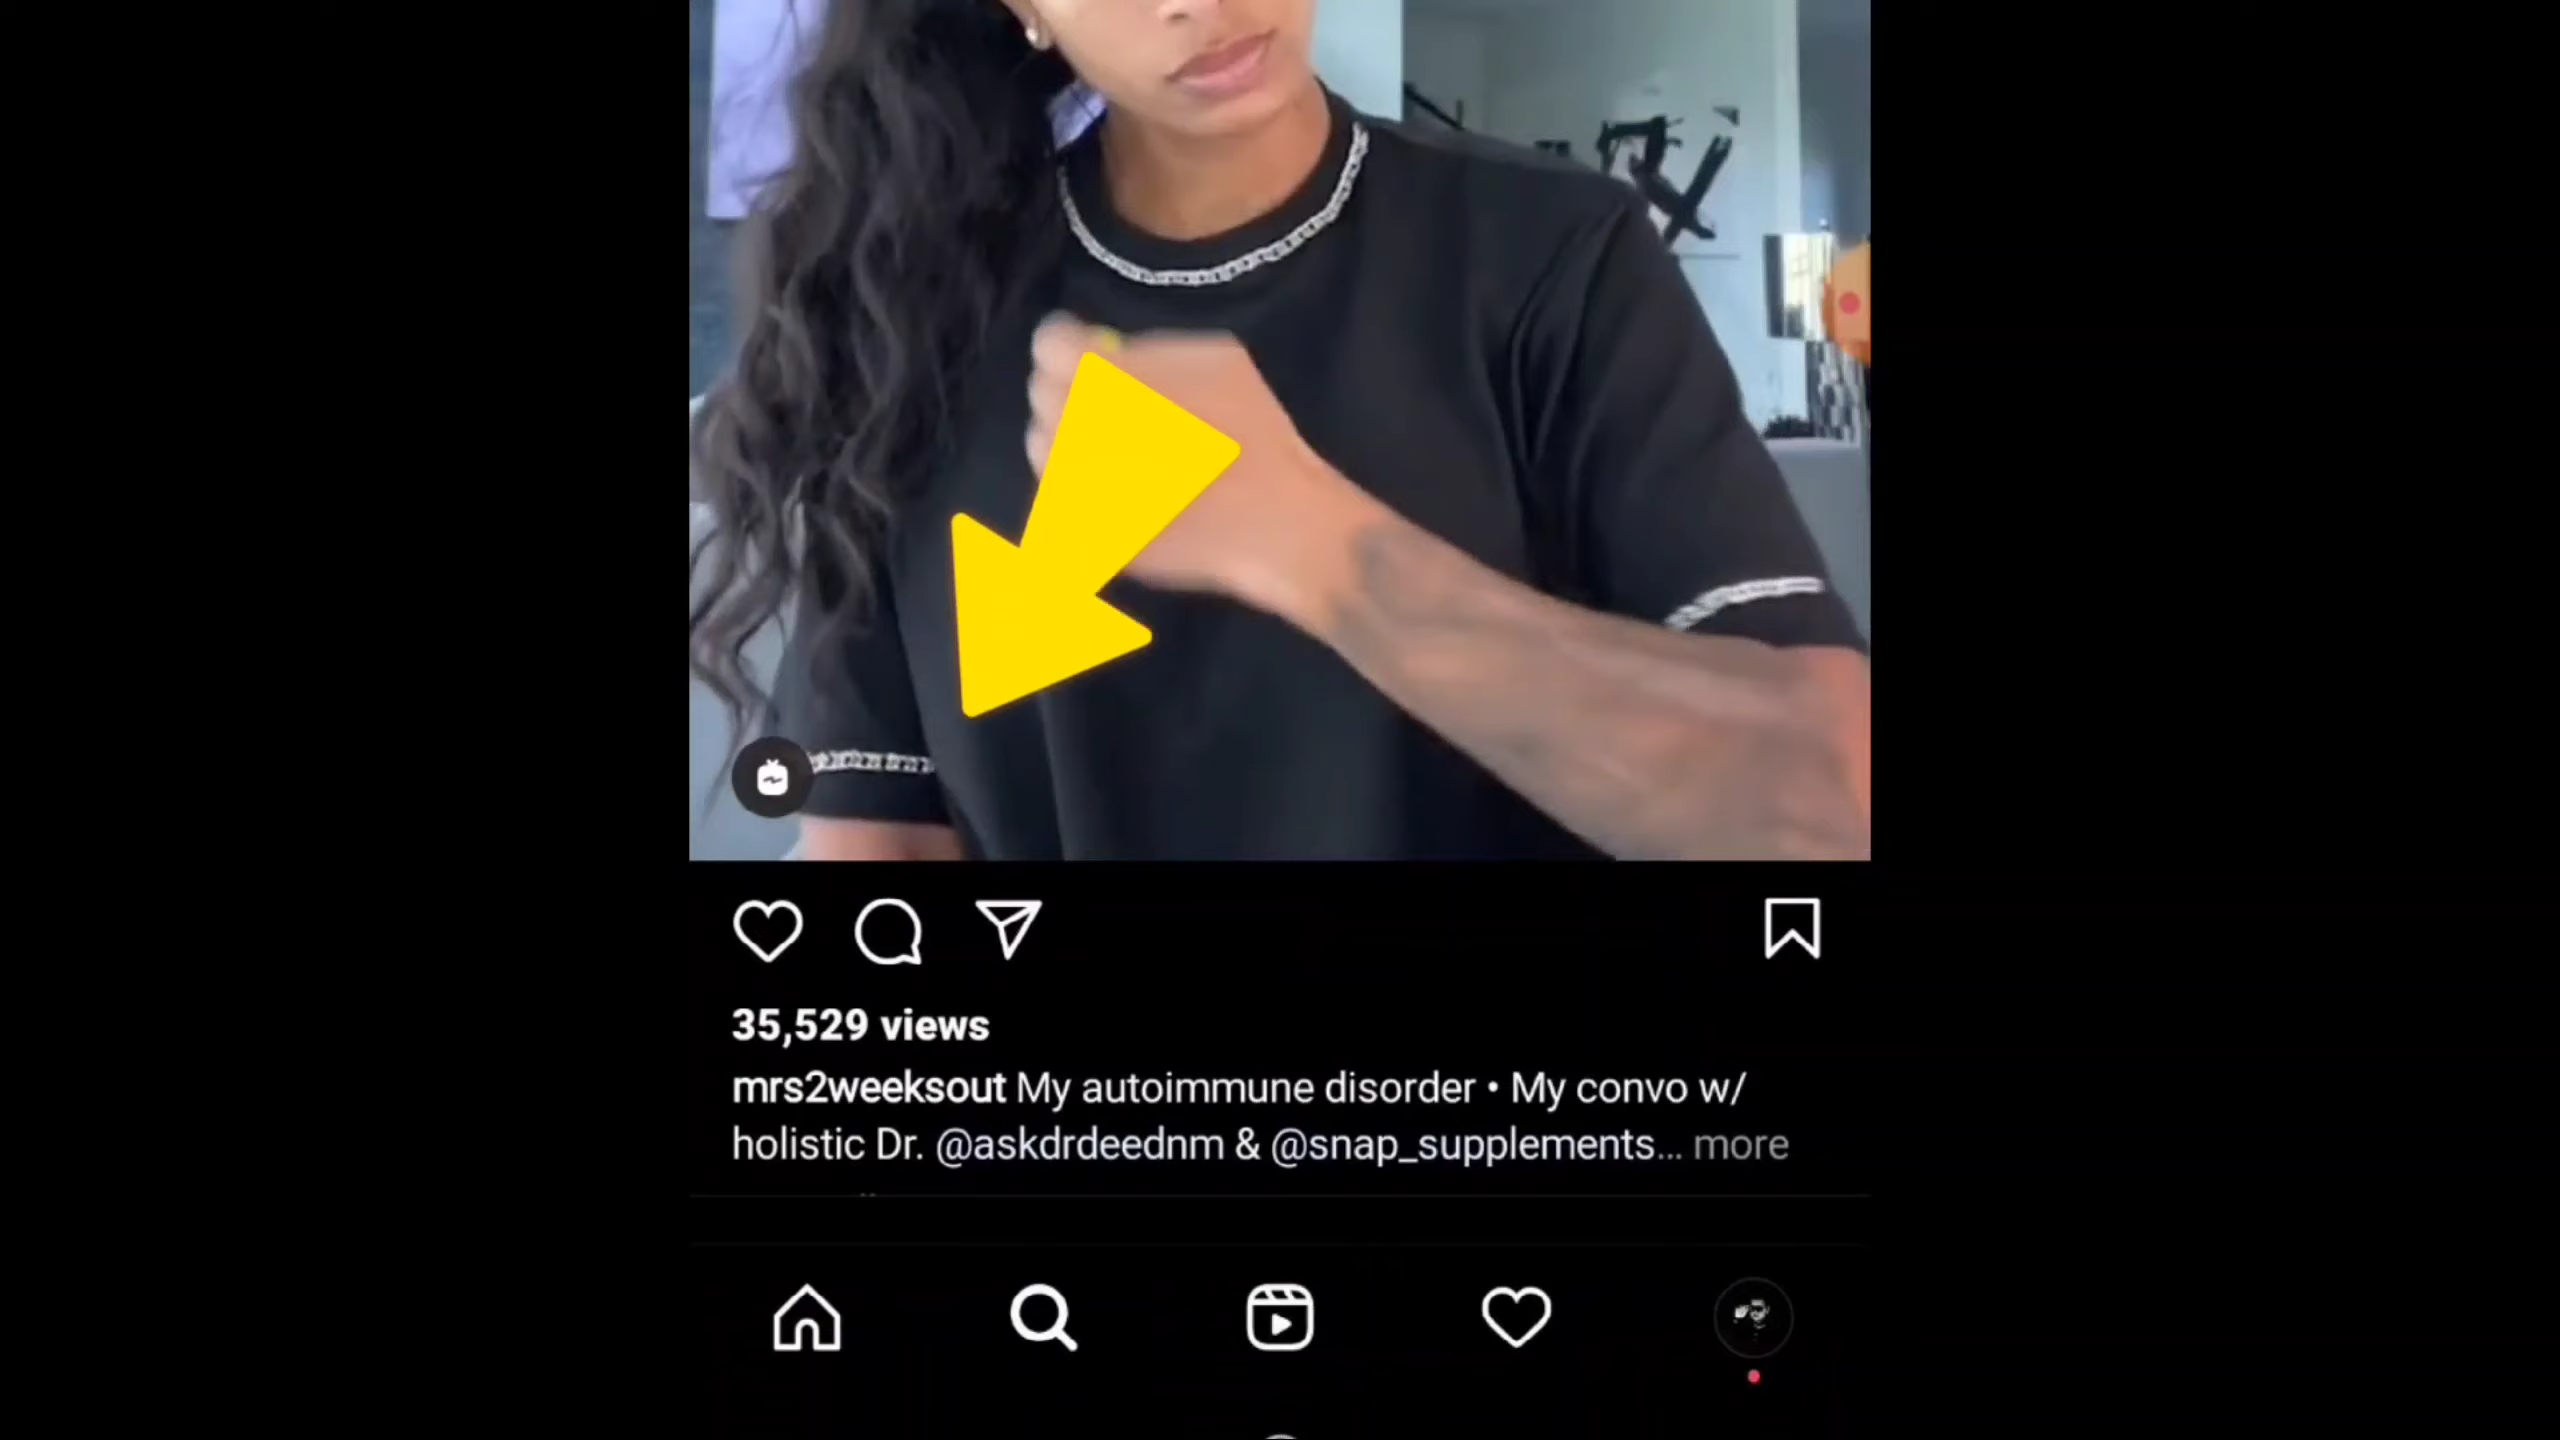 35,529 views
mrs2weeksout My autoimmune disorder • My convo w/
holistic Dr. @askdrdeednm & @snap_supplements... more